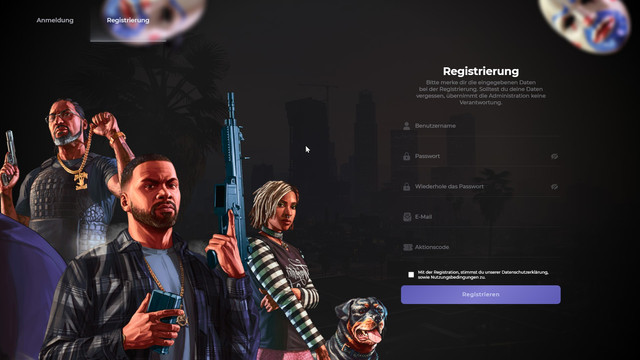 Anmeldung
Registrierung
Registrierung
Bitte merke dir die eingegebenen Daten
bei der Registrierung. Solltest du deine Daten
vergessen, übernimmt die Administration keine
Verantwortung.
Benutzername
Passwort
Wiederhole das Passwort
E-Mail
Aktionscode
Mit der Registration, stimmst du unserer Datenschutzerklärung,
sowie Nutzungsbedingungen zu.
Registrieren